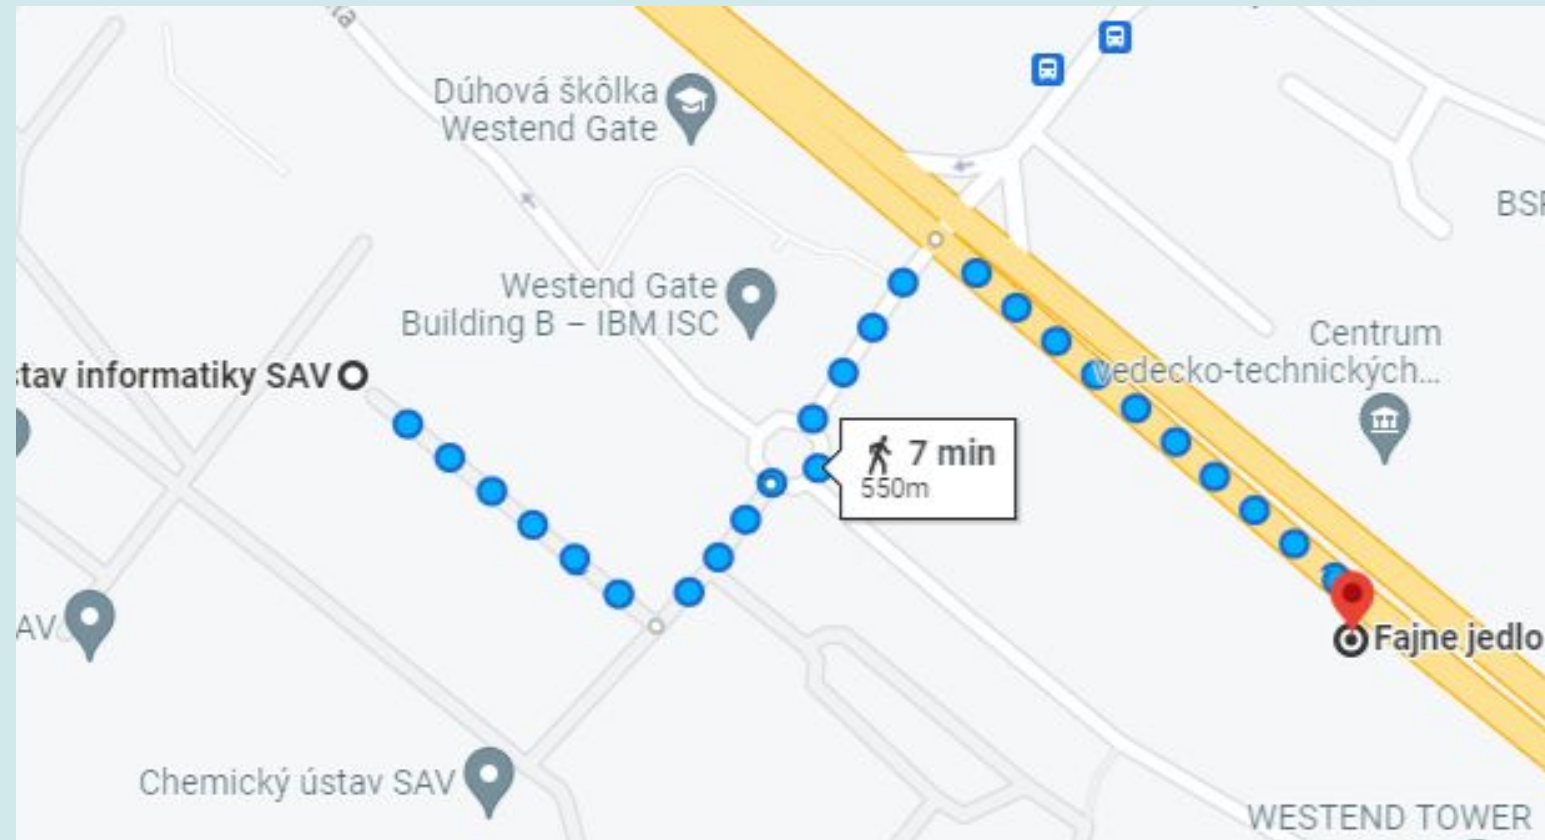 Dúhová škôlka
Westend Gate
Westend Gate
Building B – IBM ISC
Centrum
vedecko-technických...
tav informatiky SAV
7 min
550m
Fajne jedlo
AV
Chemický ústav SAV
WESTEND TOWER